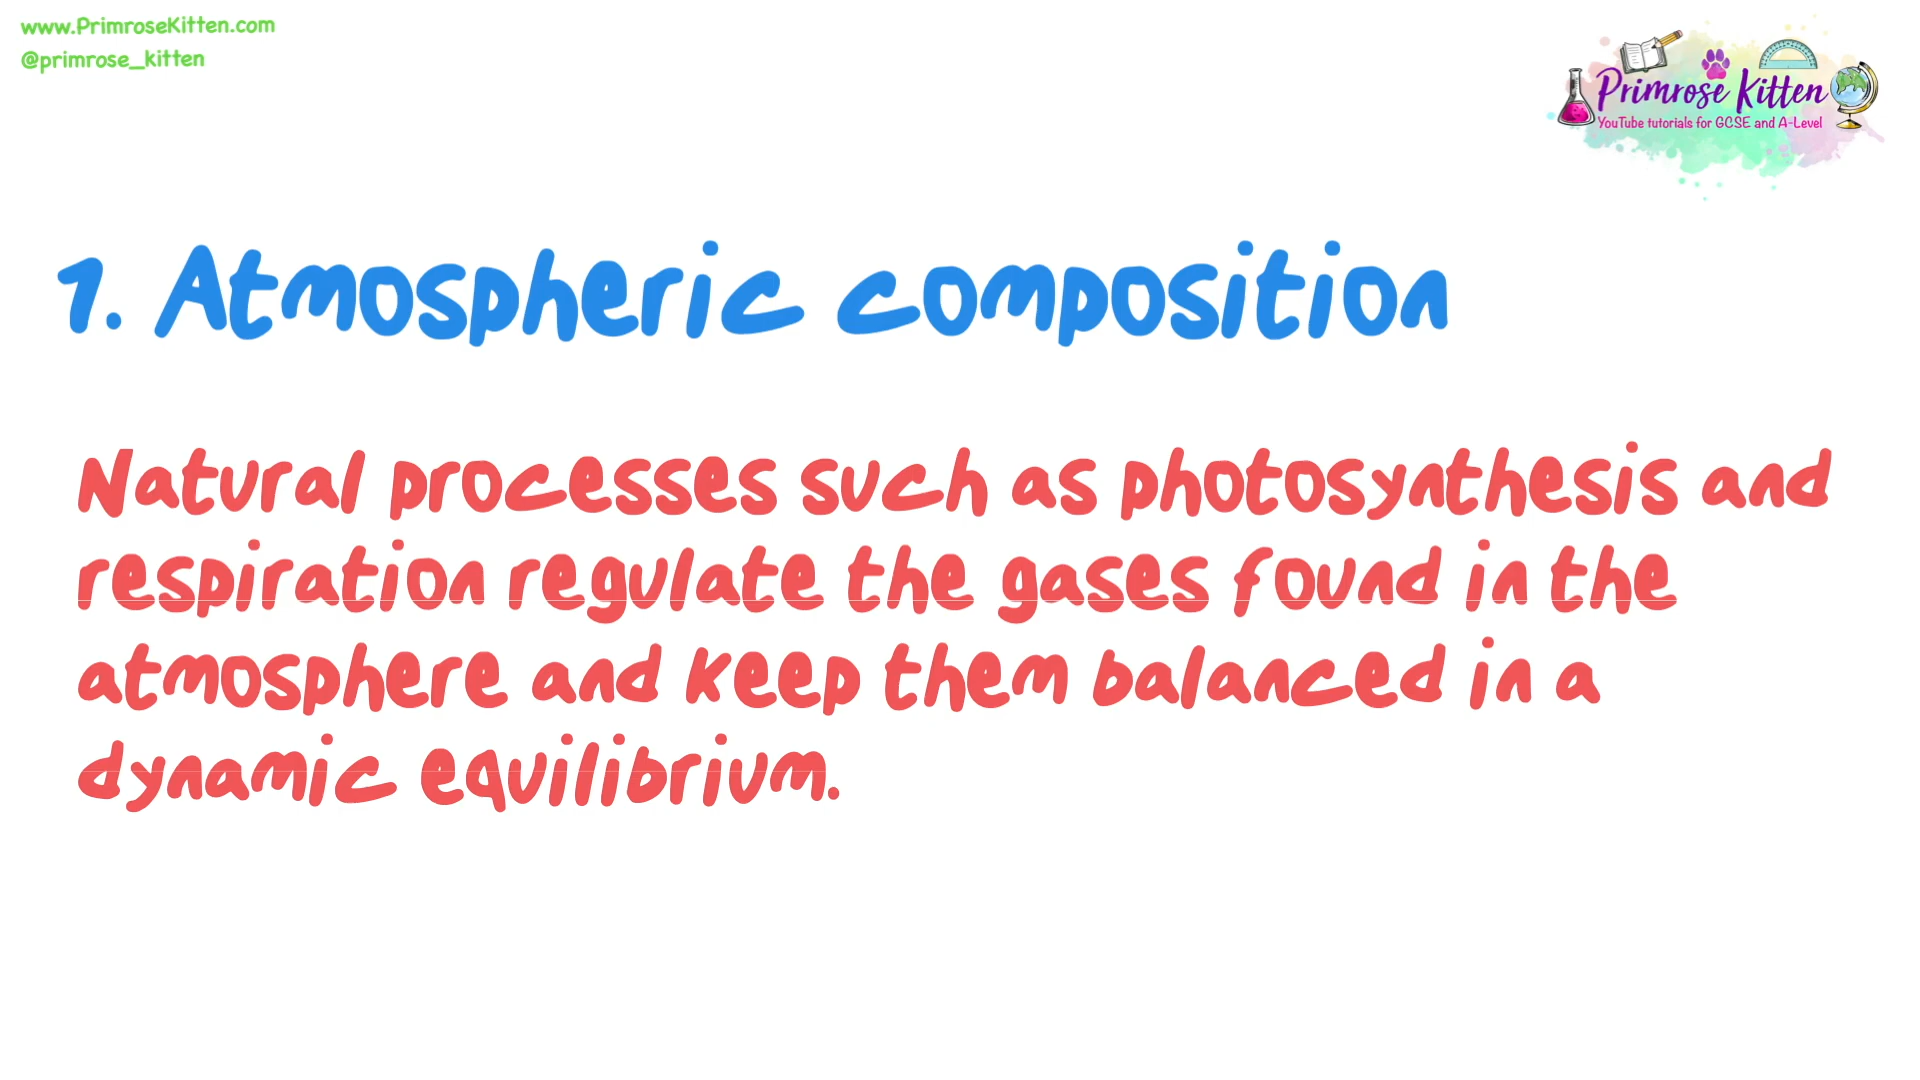 www.PrimroseKitten.com
@primrose_kitten
Primrose Kitten
YouTube tutorials for GCSE and A-Level
1. Atmospheric composition
Natural processes such as photosynthesis and
respiration regulate the gases found in the
atmosphere and keep them balanced in a
dynamic equilibrium.